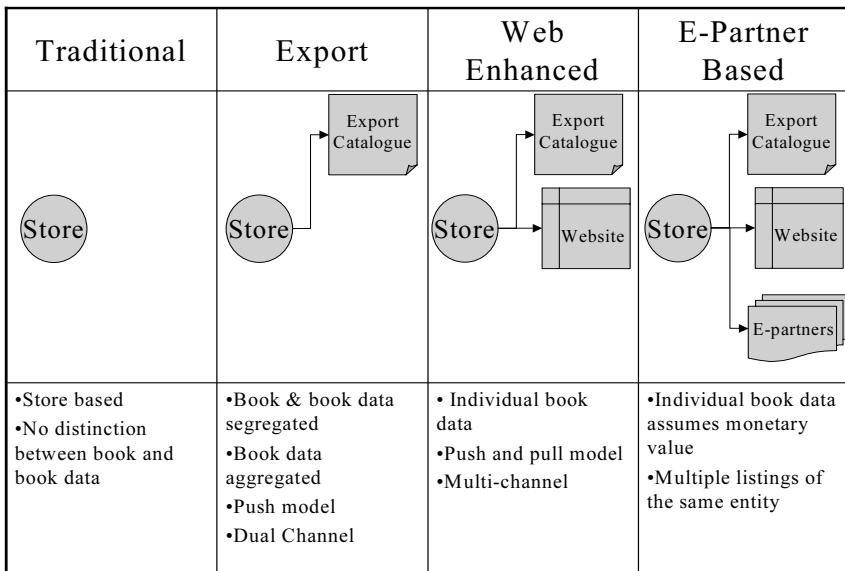 Traditional
Export
Web
Enhanced
E-Partner
Based
Store
Export
Catalogue
Store
Export
Catalogue
Store
Website
Export
Catalogue
Store
Website
E-partners
•Store based
•No distinction
between book and
book data
•Book & book data
segregated
•Book data
aggregated
•Push model
•Dual Channel
• Individual book
data
•Push and pull model
•Multi-channel
•Individual book data
assumes monetary
value
•Multiple listings of
the same entity